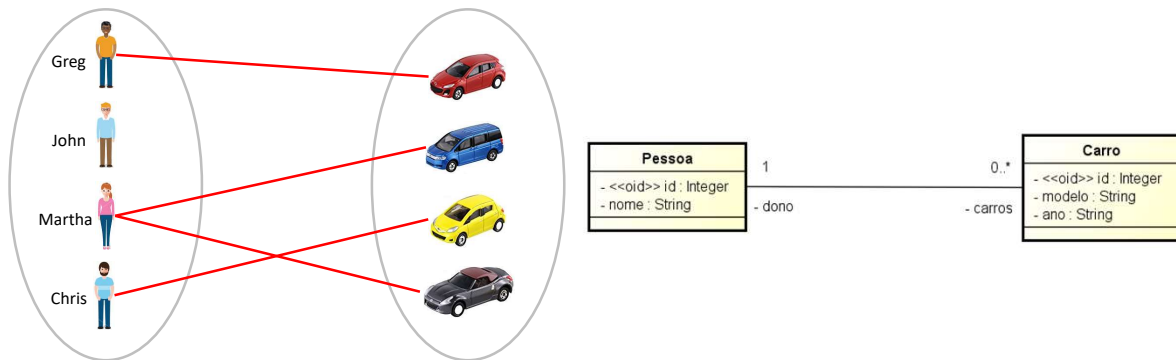 Greg
John
Martha
Chris
Pessoa
- <<oid>> id : Integer
- nome : String
1
- dono
0..*
- carros
Carro
- <<oid>> id : Integer
- modelo : String
- ano : String